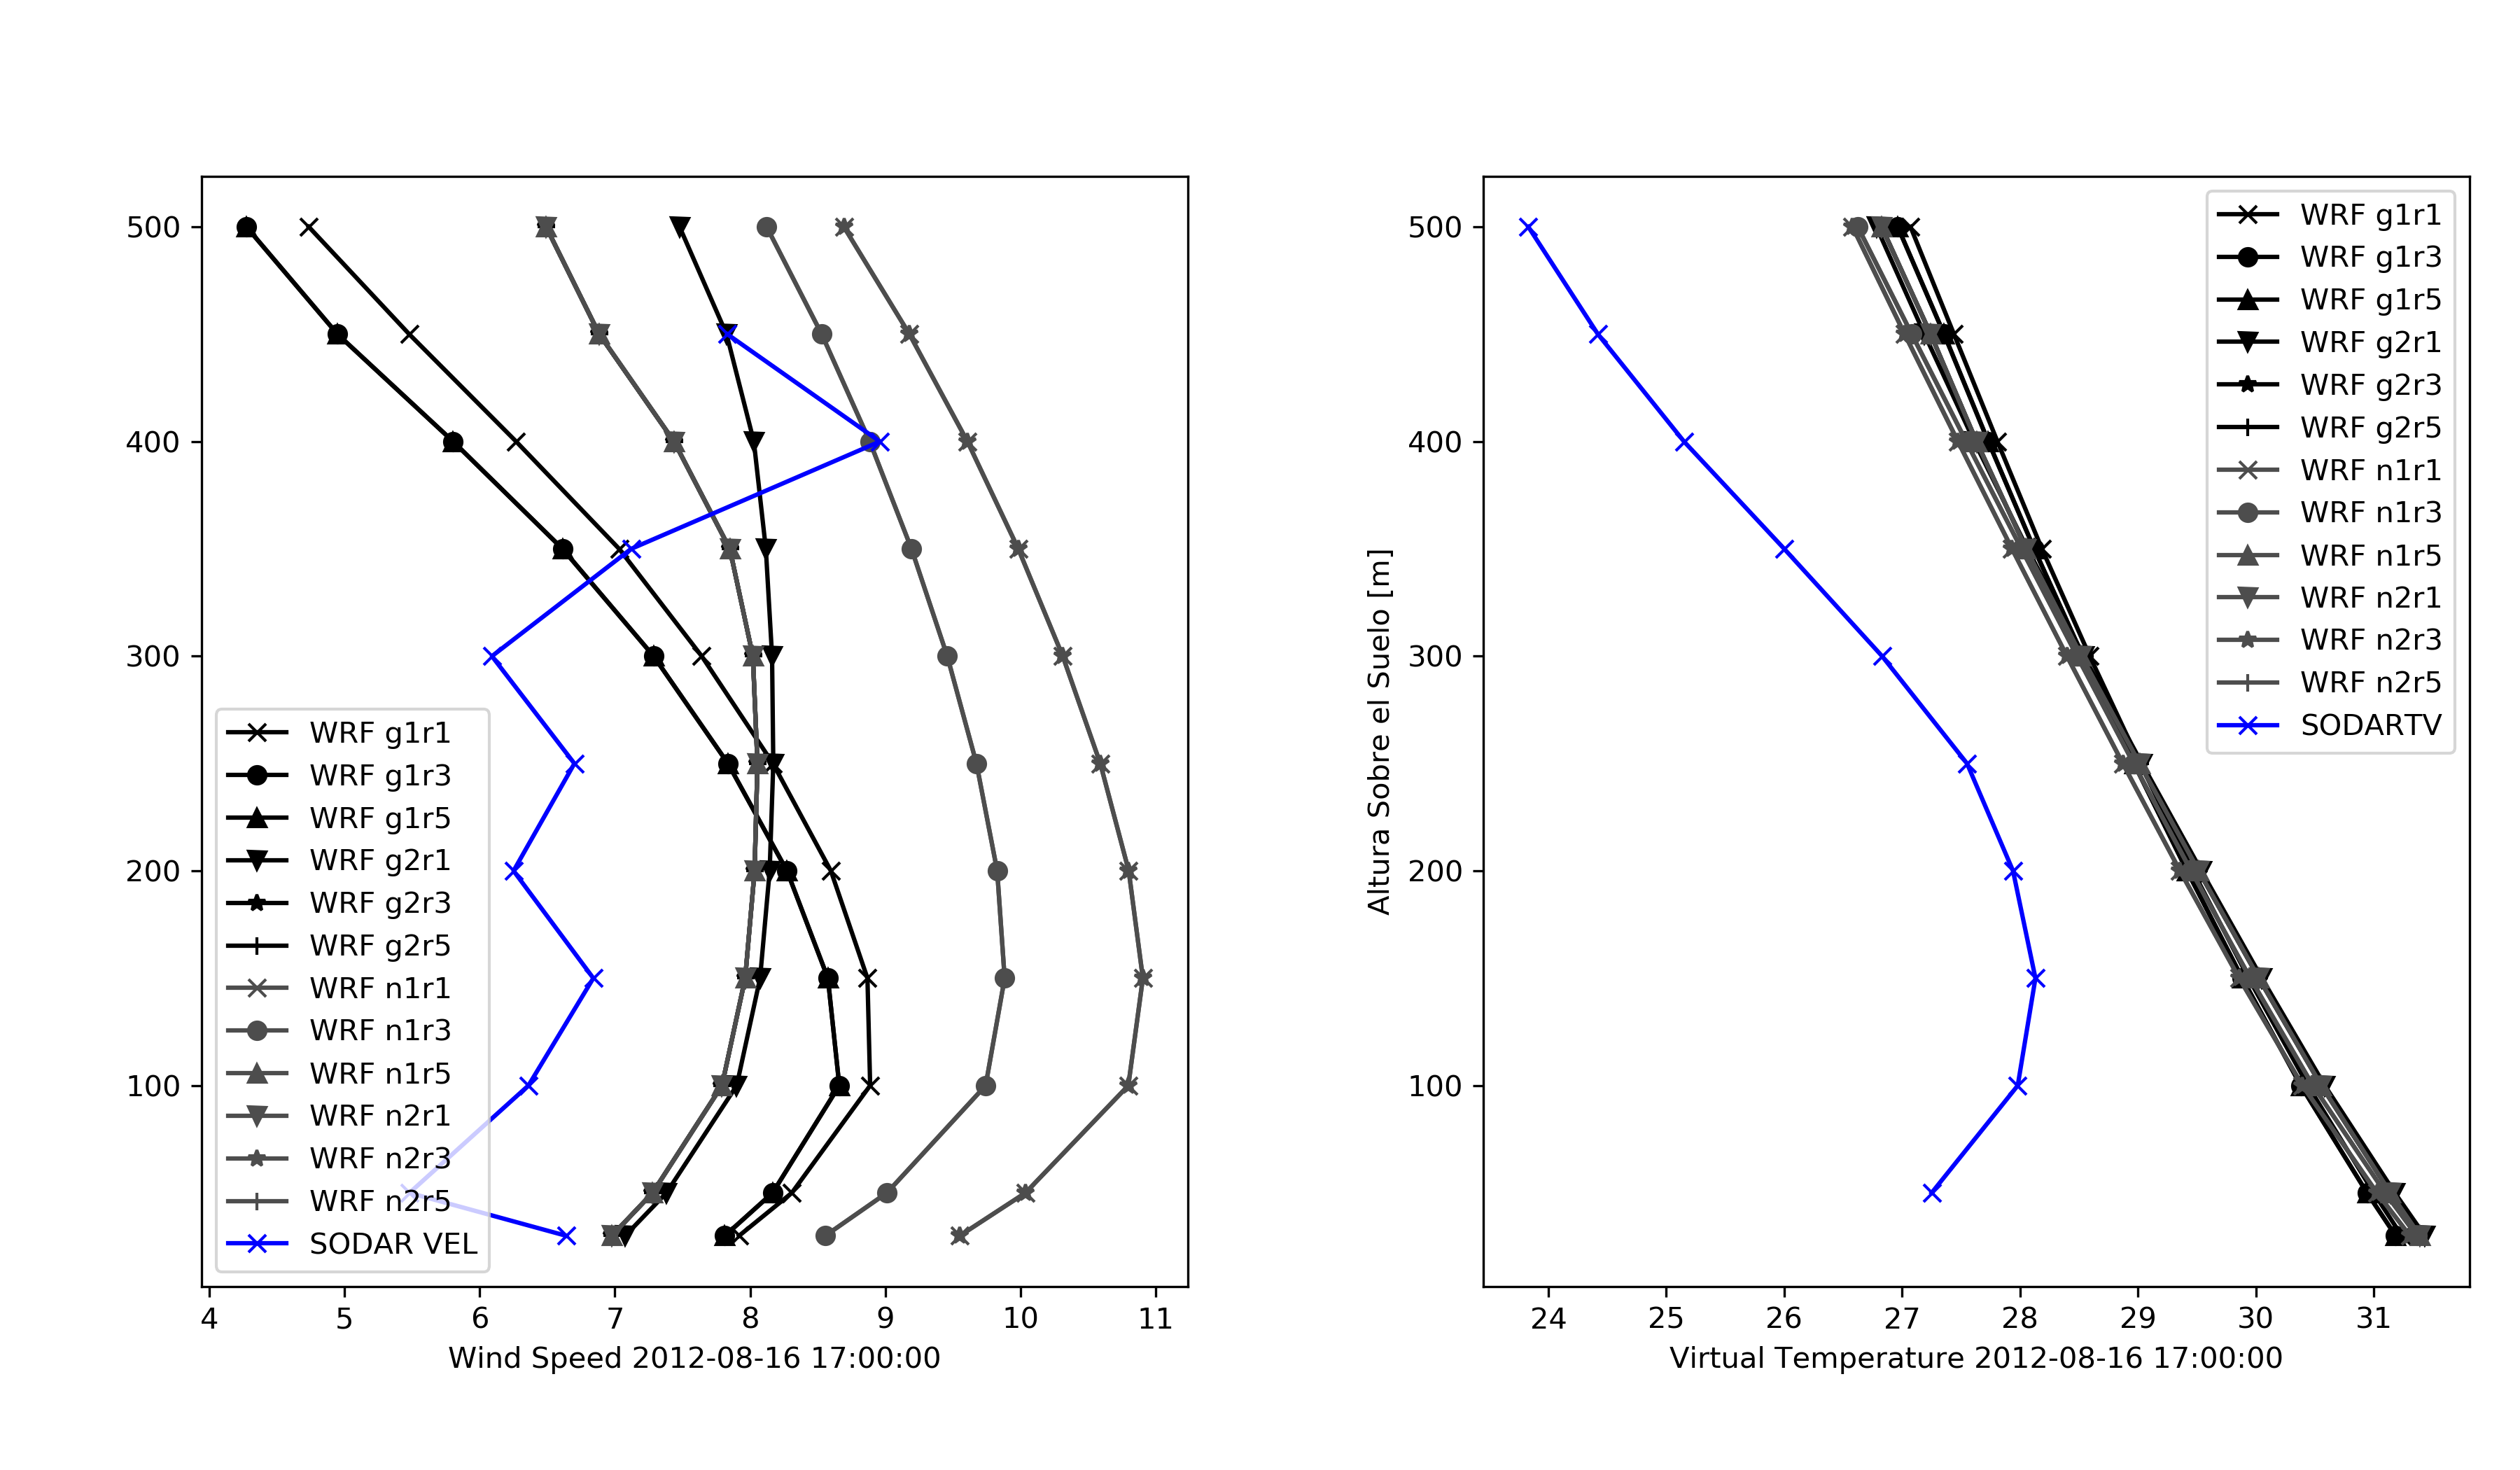 500
400
300
200
100
WRF g1r1
WRF g1r3
WRF g1r5
WRF g2r1
WRF g2r3
WRF g2r5
WRF n1r1
WRF n1r3
WRF n1r5
WRF n2r1
WRF n2r3
WRF n2r5
SODAR VEL
4 5 6 7 8 9 10 11
Wind Speed 2012-08-16 17:00:00
Altura Sobre el Suelo [m]
500
400
300
200
100
WRF g1r1
WRF g1r3
WRF g1r5
WRF g2r1
WRF g2r3
WRF g2r5
WRF n1r1
WRF n1r3
WRF n1r5
WRF n2r1
WRF n2r3
WRF n2r5
SODARTV
24 25 26 27 28 29 30 31
Virtual Temperature 2012-08-16 17:00:00